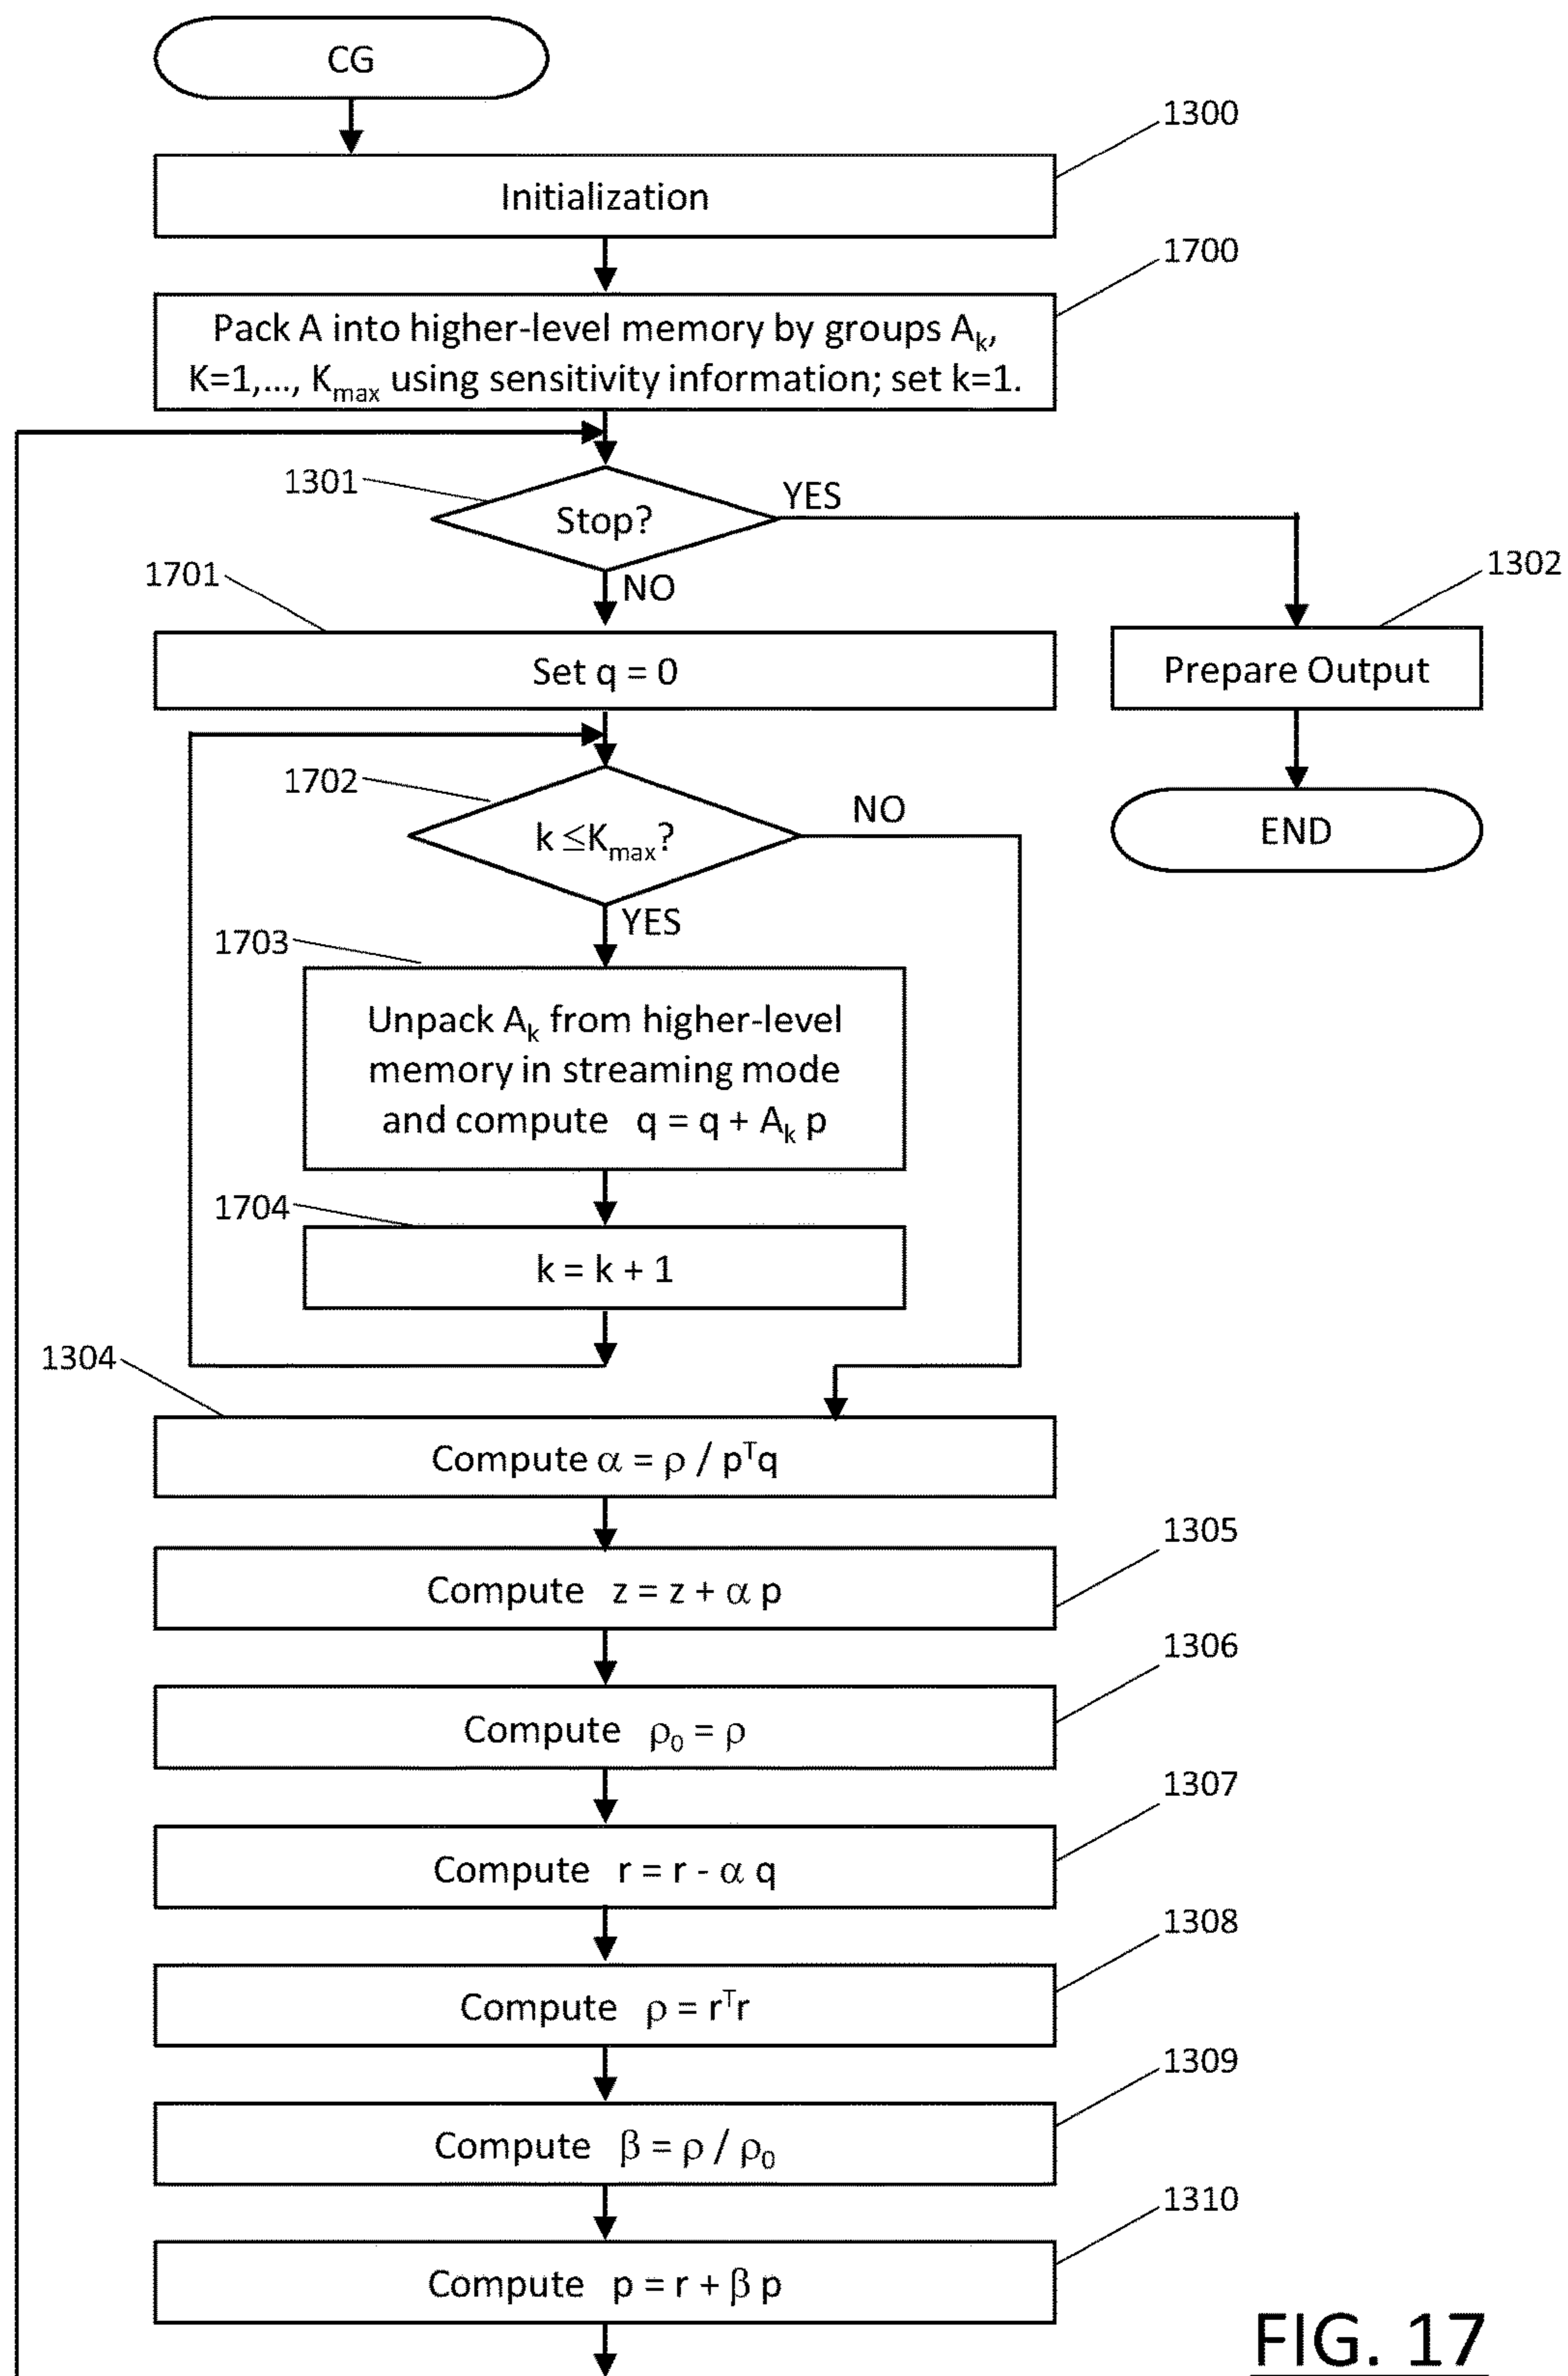 CG
1300
Initialization
1700
Pack A into higher-level memory by groups Aₖ,
K=1,..., Kₘₐₓ using sensitivity information; set k=1.
1301
Stop?
YES
NO
1701
1302
Set q = 0
Prepare Output
1702
k ≤Kₘₐₓ?
NO
END
YES
1703
Unpack Aₖ from higher-level
memory in streaming mode
and compute q = q + Aₖ p
1704
k = k + 1
1304
Compute α = ρ / pᵀq
1305
Compute z = z + α p
1306
Compute ρ₀ = ρ
1307
Compute r = r - α q
1308
Compute ρ = rᵀr
1309
Compute β = ρ / ρ₀
1310
Compute p = r + β p
FIG. 17